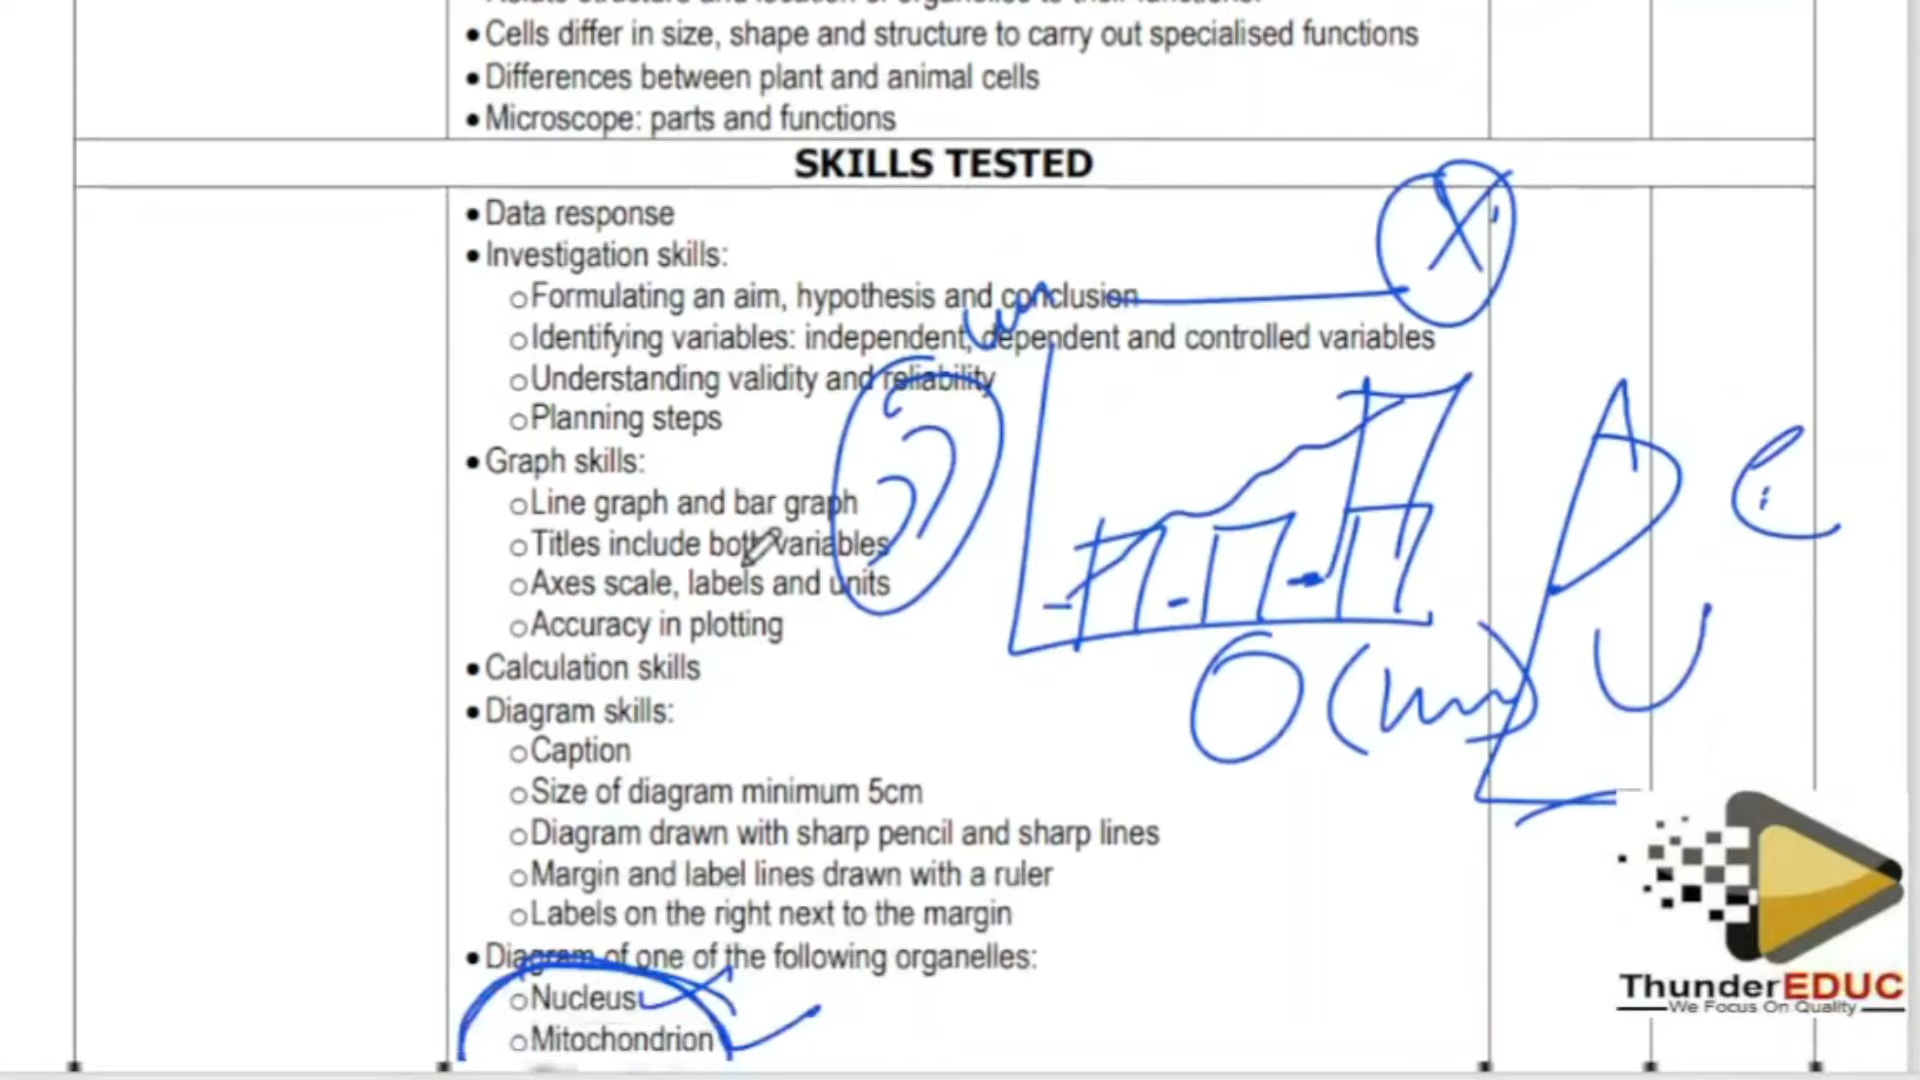 • Cells differ in size, shape and structure to carry out specialised functions
• Differences between plant and animal cells
• Microscope: parts and functions
SKILLS TESTED
• Data response
• Investigation skills:
○ Formulating an aim, hypothesis and conclusion
○ Identifying variables: independent, dependent and controlled variables
○ Understanding validity and reliability
○ Planning steps
• Graph skills:
○ Line graph and bar graph
○ Titles include both variables
○ Axes scale, labels and units
○ Accuracy in plotting
• Calculation skills
• Diagram skills:
○ Caption
○ Size of diagram minimum 5cm
○ Diagram drawn with sharp pencil and sharp lines
○ Margin and label lines drawn with a ruler
○ Labels on the right next to the margin
• Diagram of one of the following organelles:
○ Nucleus
○ Mitochondrion
X
ThunderEDUC
We Focus On Quality